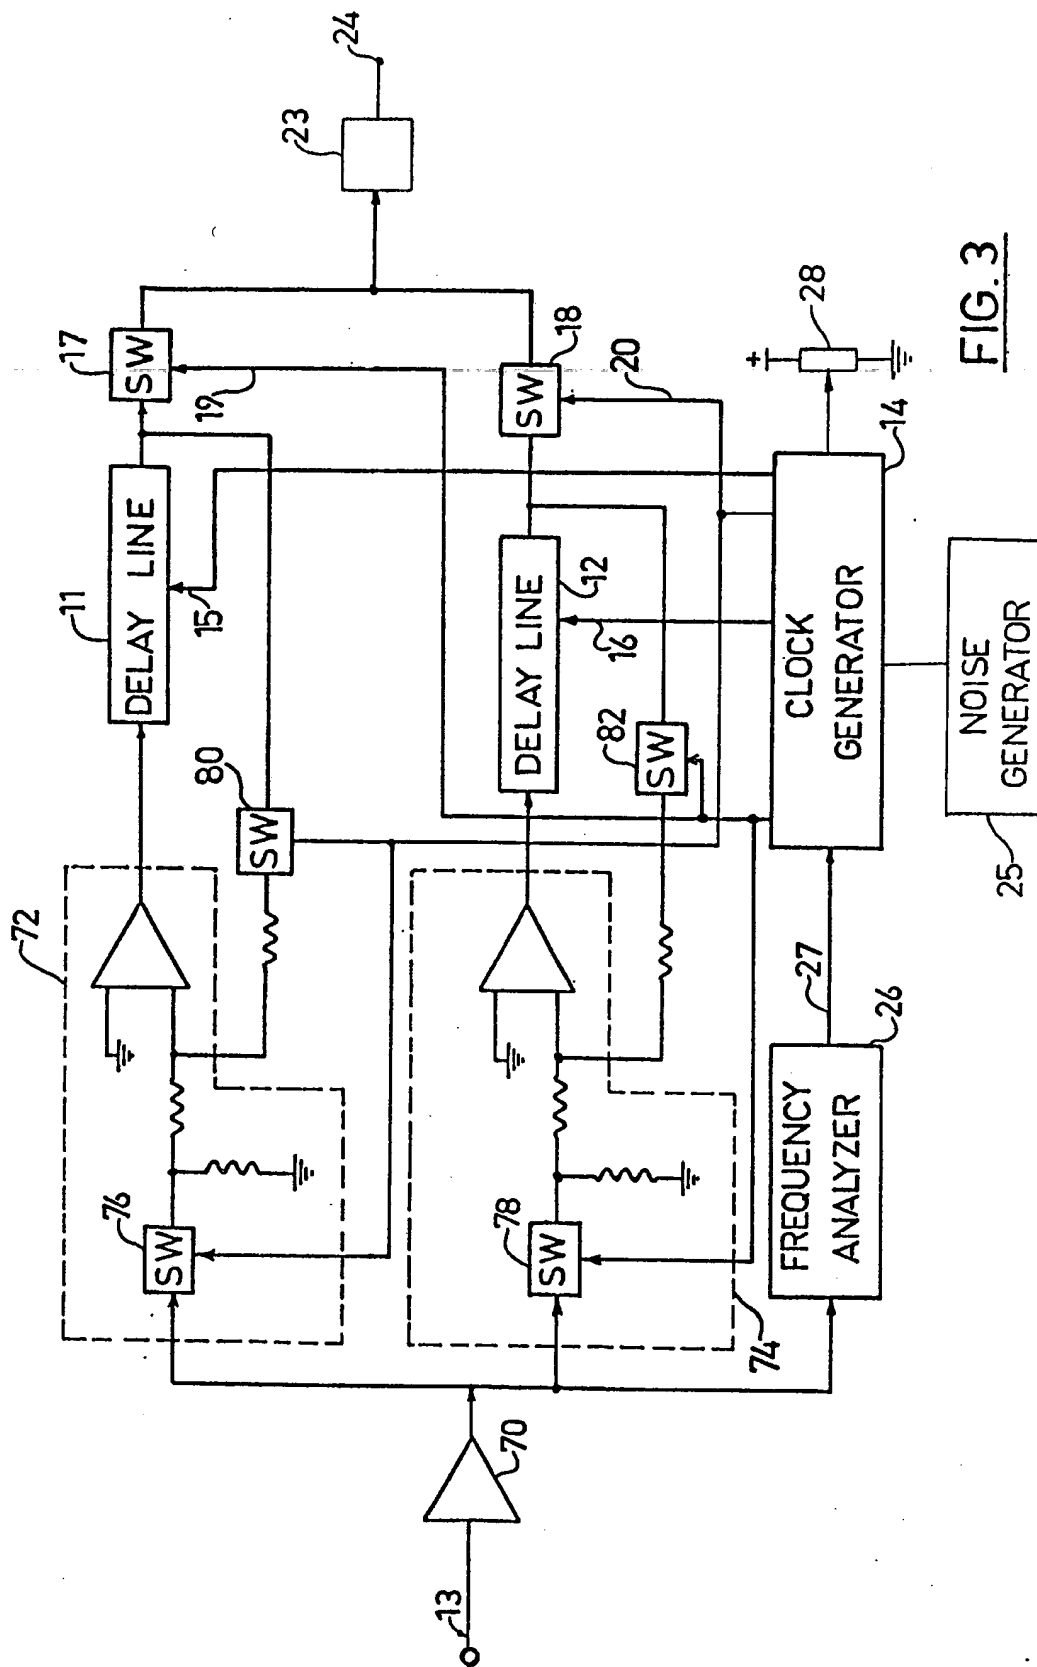 72
11
DELAY LINE
17
SW
15
19
80
SW
76
SW
23
24
13
70
78
SW
DELAY LINE
12
16
82
SW
SW
18
20
74
FREQUENCY
ANALYZER
26
27
CLOCK
GENERATOR
14
28
+
NOISE
GENERATOR
25
FIG. 3